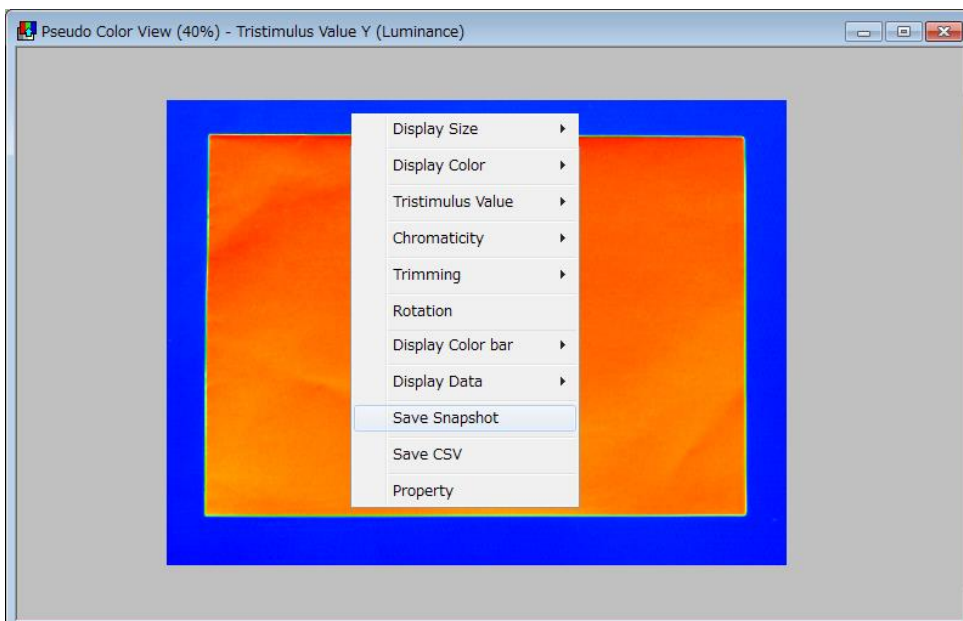 Pseudo Color View (40%) - Tristimulus Value Y (Luminance)
Display Size
Display Color
Tristimulus Value
Chromaticity
Trimming
Rotation
Display Color bar
Display Data
Save Snapshot
Save CSV
Property